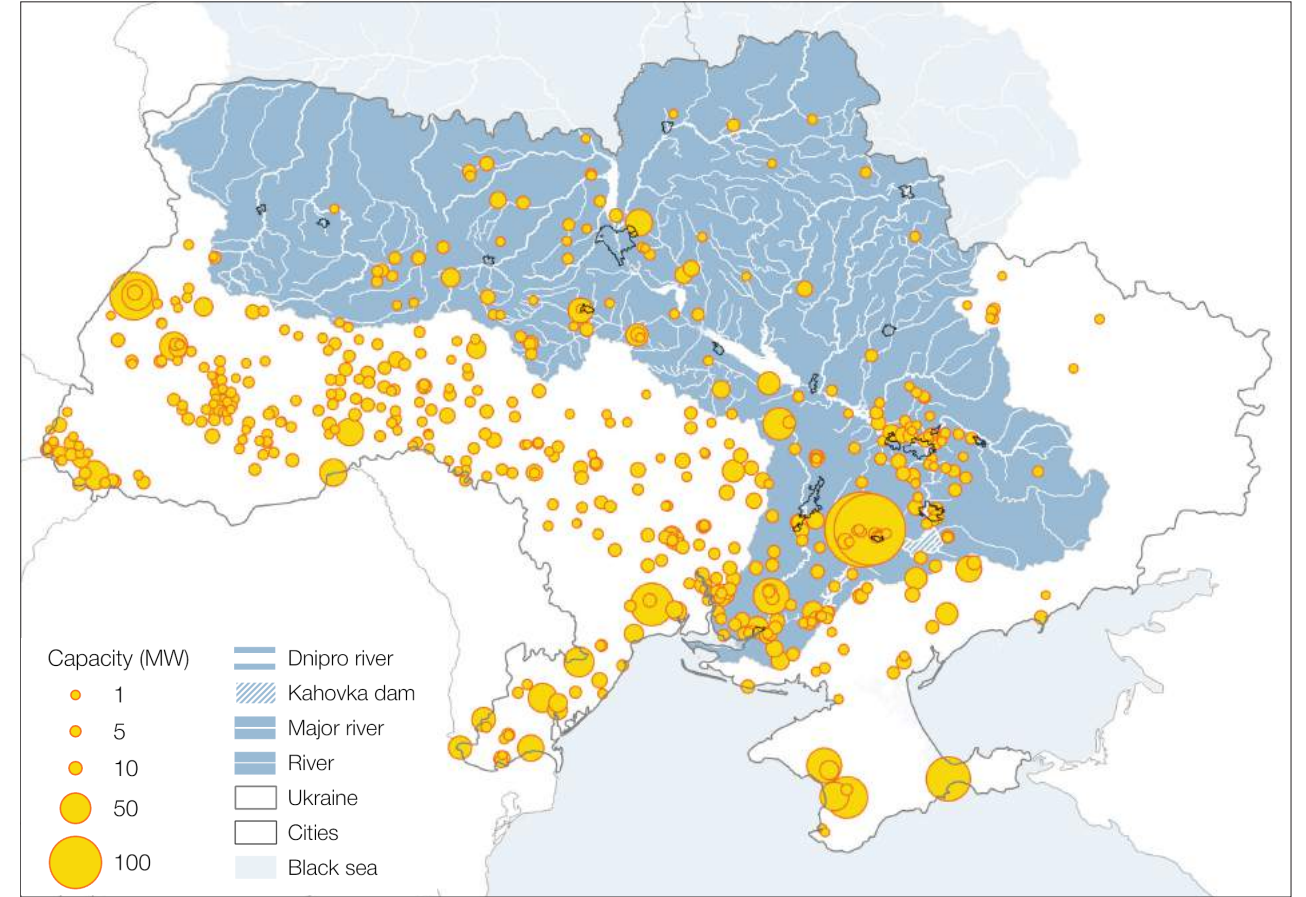 Capacity (MW)
1
5
10
50
100
Dnipro river
Kahovka dam
Major river
River
Ukraine
Cities
Black sea